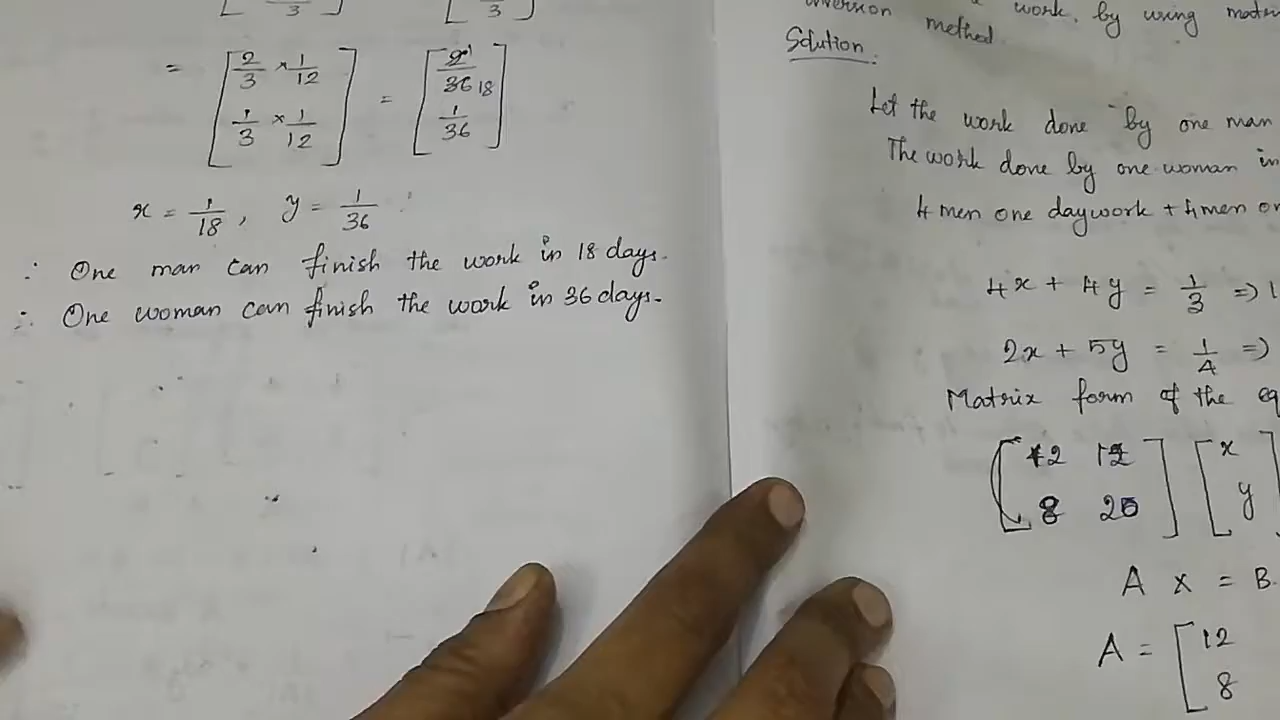 [ 3 ] [ 3 ]
= [ 2/3 × 1/12 ] = [ 2 1/36 18 ]
[ 1/3 × 1/12 ] [ 1/36 ]
x = 1/18 , y = 1/36
∴ One man can finish the work in 18 days.
∴ One woman can finish the work in 36 days.
work, by using
method
Solution:
Let the work done by one man
The work done by one woman in
4 men one day work + 4 men
4x + 4y = 1/3 =>
2x + 5y = 1/4 =>
Matrix form of the
[ 12 12 ] [ x
[ 8 20 ] [ y
A X = B
A = [ 12
[ 8